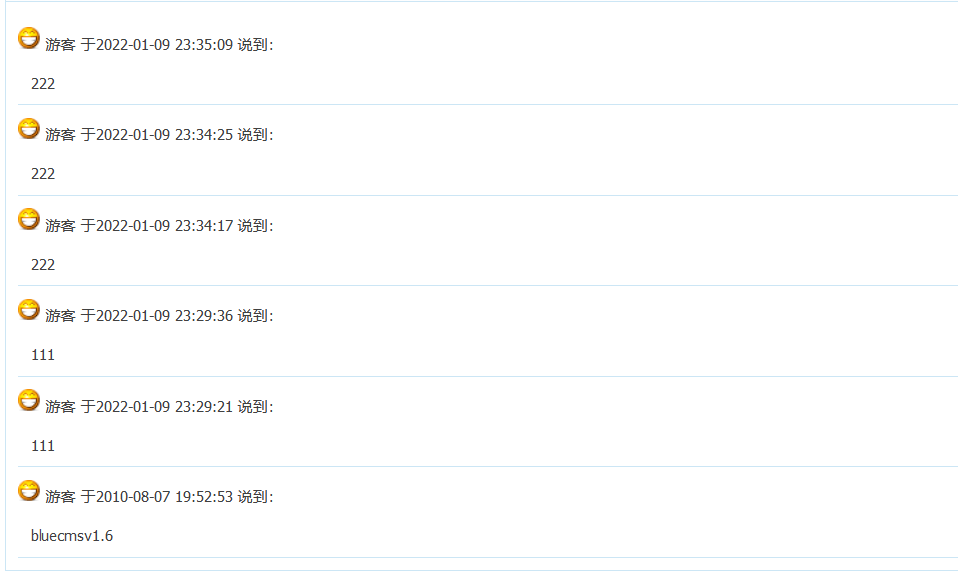 游客 于2022-01-09 23:35:09 说到：
222
游客 于2022-01-09 23:34:25 说到：
222
游客 于2022-01-09 23:34:17 说到：
222
游客 于2022-01-09 23:29:36 说到：
111
游客 于2022-01-09 23:29:21 说到：
111
游客 于2010-08-07 19:52:53 说到：
bluecmsv1.6